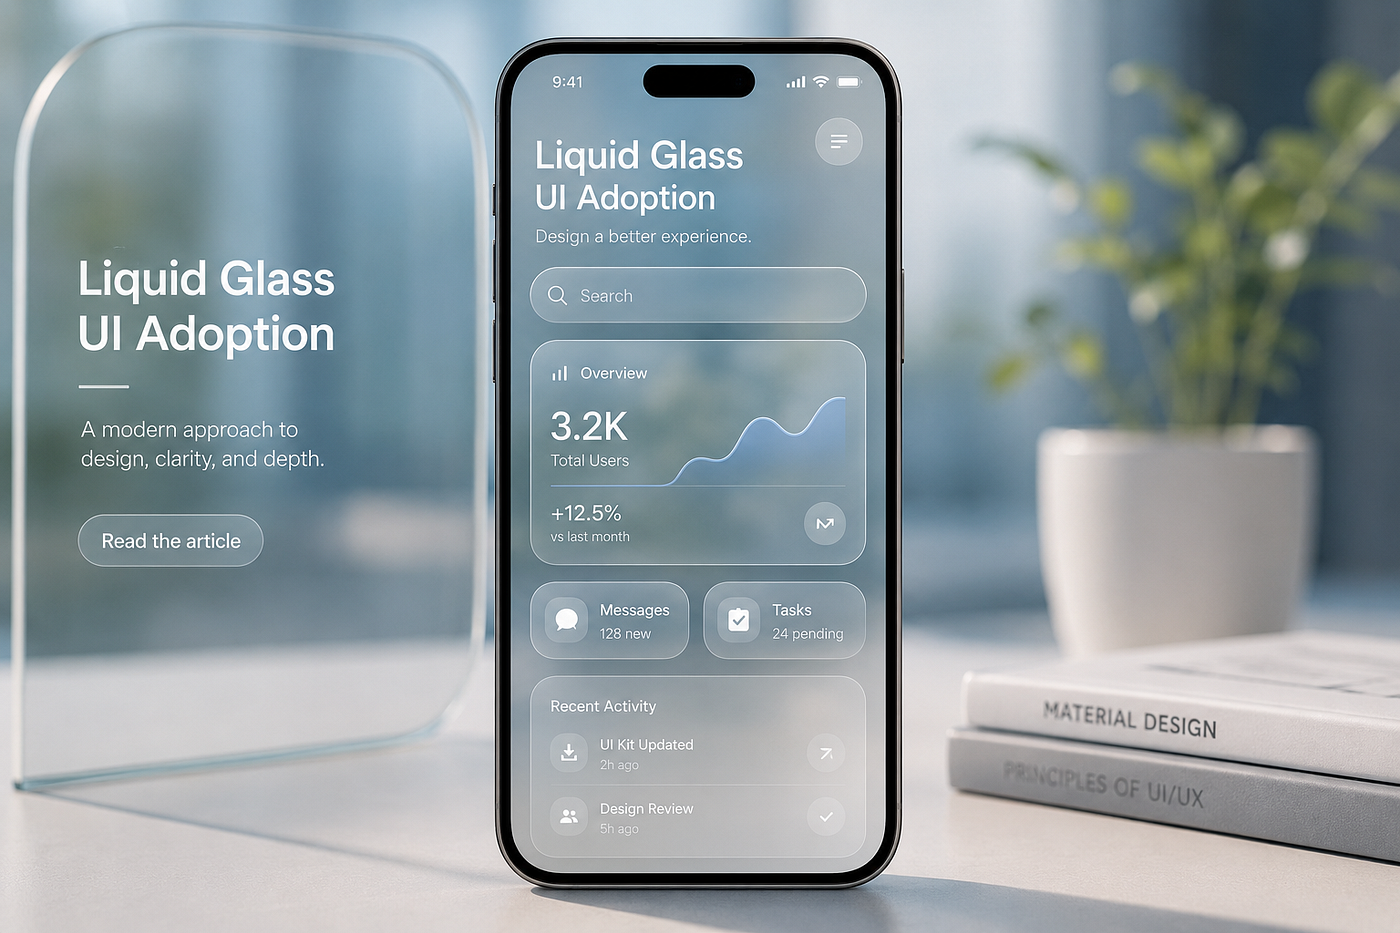 Liquid Glass
UI Adoption
A modern approach to
design, clarity, and depth.
Read the article
9:41
Liquid Glass
UI Adoption
Design a better experience.
Search
Overview
3.2K
Total Users
+12.5%
vs last month
Messages
128 new
Tasks
24 pending
Recent Activity
UI Kit Updated
2h ago
Design Review
5h ago
MATERIAL DESIGN
PRINCIPLES OF UI/UX